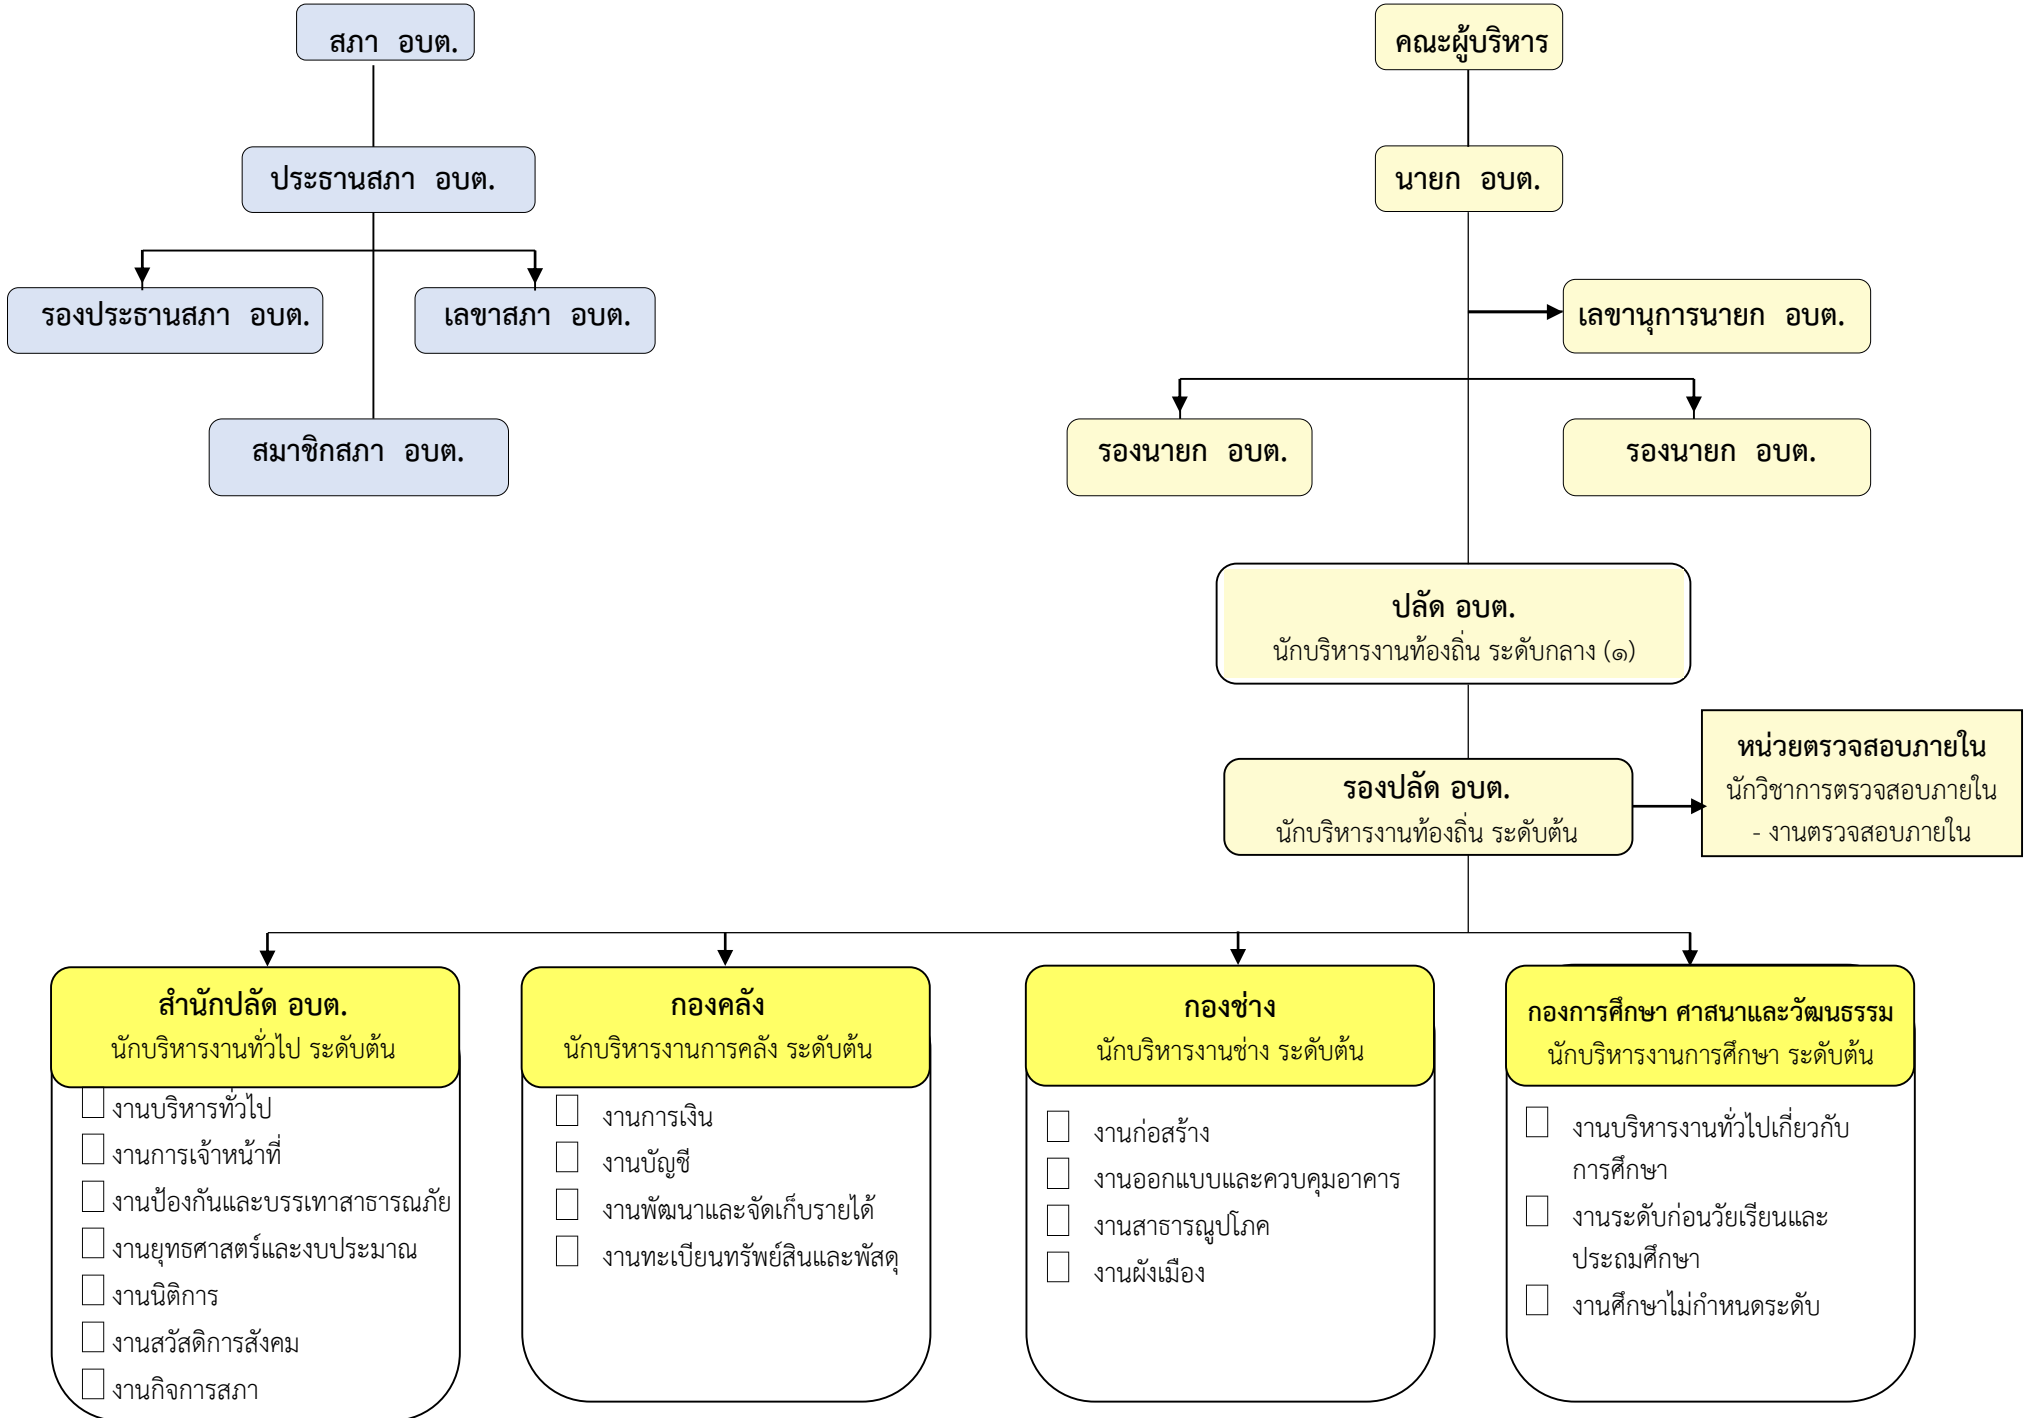 สภา อบต.
คณะผู้บริหาร
ประธานสภา อบต.
นายก อบต.
รองประธานสภา อบต.
เลขาสภา อบต.
เลขานุการนายก อบต.
สมาชิกสภา อบต.
รองนายก อบต.
รองนายก อบต.
ปลัด อบต.
นักบริหารงานท้องถิ่น ระดับกลาง (๑)
รองปลัด อบต.
นักบริหารงานท้องถิ่น ระดับต้น
หน่วยตรวจสอบภายใน
นักวิชาการตรวจสอบภายใน
- งานตรวจสอบภายใน
สำนักปลัด อบต.
นักบริหารงานทั่วไป ระดับต้น
งานบริหารทั่วไป
งานการเจ้าหน้าที่
งานป้องกันและบรรเทาสาธารณภัย
งานยุทธศาสตร์และงบประมาณ
งานนิติการ
งานสวัสดิการสังคม
งานกิจการสภา
กองคลัง
นักบริหารงานการคลัง ระดับต้น
งานการเงิน
งานบัญชี
งานพัฒนาและจัดเก็บรายได้
งานทะเบียนทรัพย์สินและพัสดุ
กองช่าง
นักบริหารงานช่าง ระดับต้น
งานก่อสร้าง
งานออกแบบและควบคุมอาคาร
งานสาธารณูปโภค
งานผังเมือง
กองการศึกษา ศาสนาและวัฒนธรรม
นักบริหารงานการศึกษา ระดับต้น
งานบริหารงานทั่วไปเกี่ยวกับ
การศึกษา
งานระดับก่อนวัยเรียนและ
ประถมศึกษา
งานศึกษาไม่กำหนดระดับ